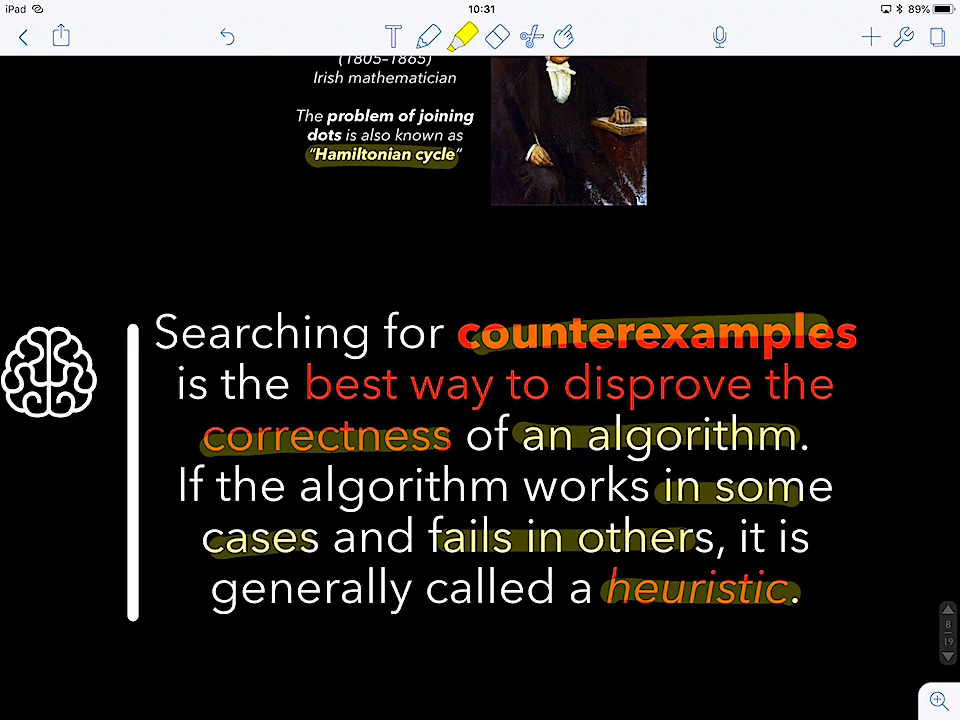 iPad
10:31
89%
T
(1805–1865)
Irish mathematician
The problem of joining
dots is also known as
“Hamiltonian cycle”
Searching for counterexamples
is the best way to disprove the
correctness of an algorithm.
If the algorithm works in some
cases and fails in others, it is
generally called a heuristic.
8
19